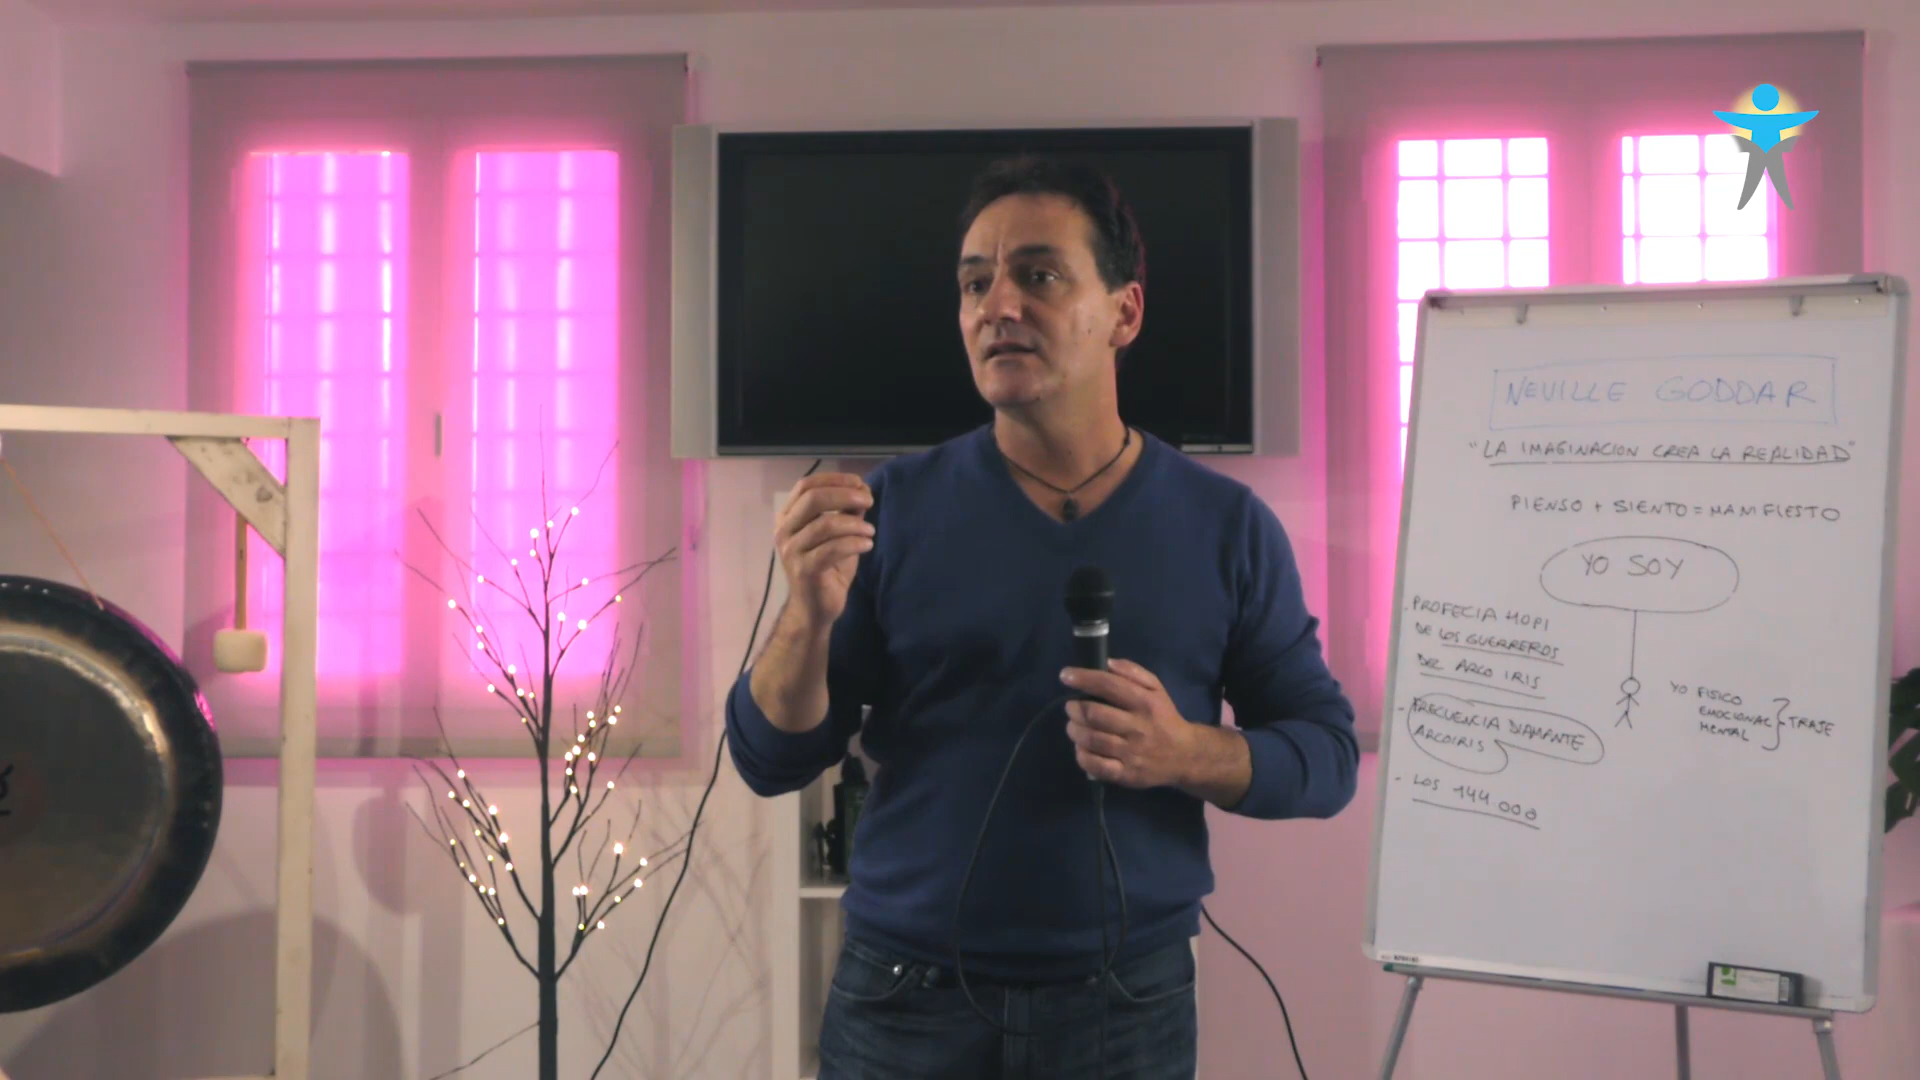 NEVILLE GODDAR
"LA IMAGINACION CREA LA REALIDAD"
PIENSO + SIENTO = MANIFIESTO
YO SOY
. PROFECIA HOPI
DE LOS GUERREROS
DEL ARCO IRIS
- FRECUENCIA DIAMANTE
ARCOIRIS
- LOS 144.000
YO FISICO
EMOCIONAL
MENTAL
} TRAJE